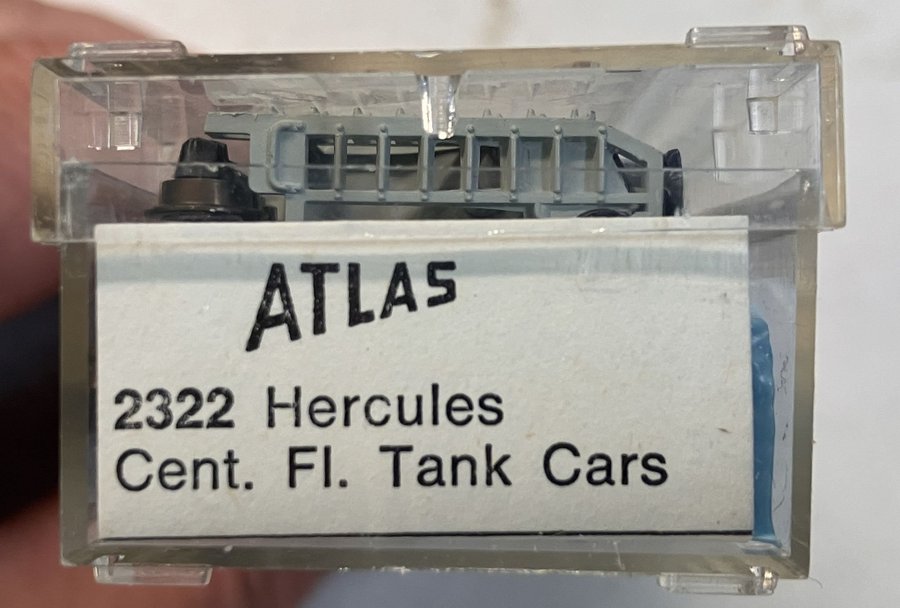 ATLAS
2322 Hercules
Cent. Fl. Tank Cars